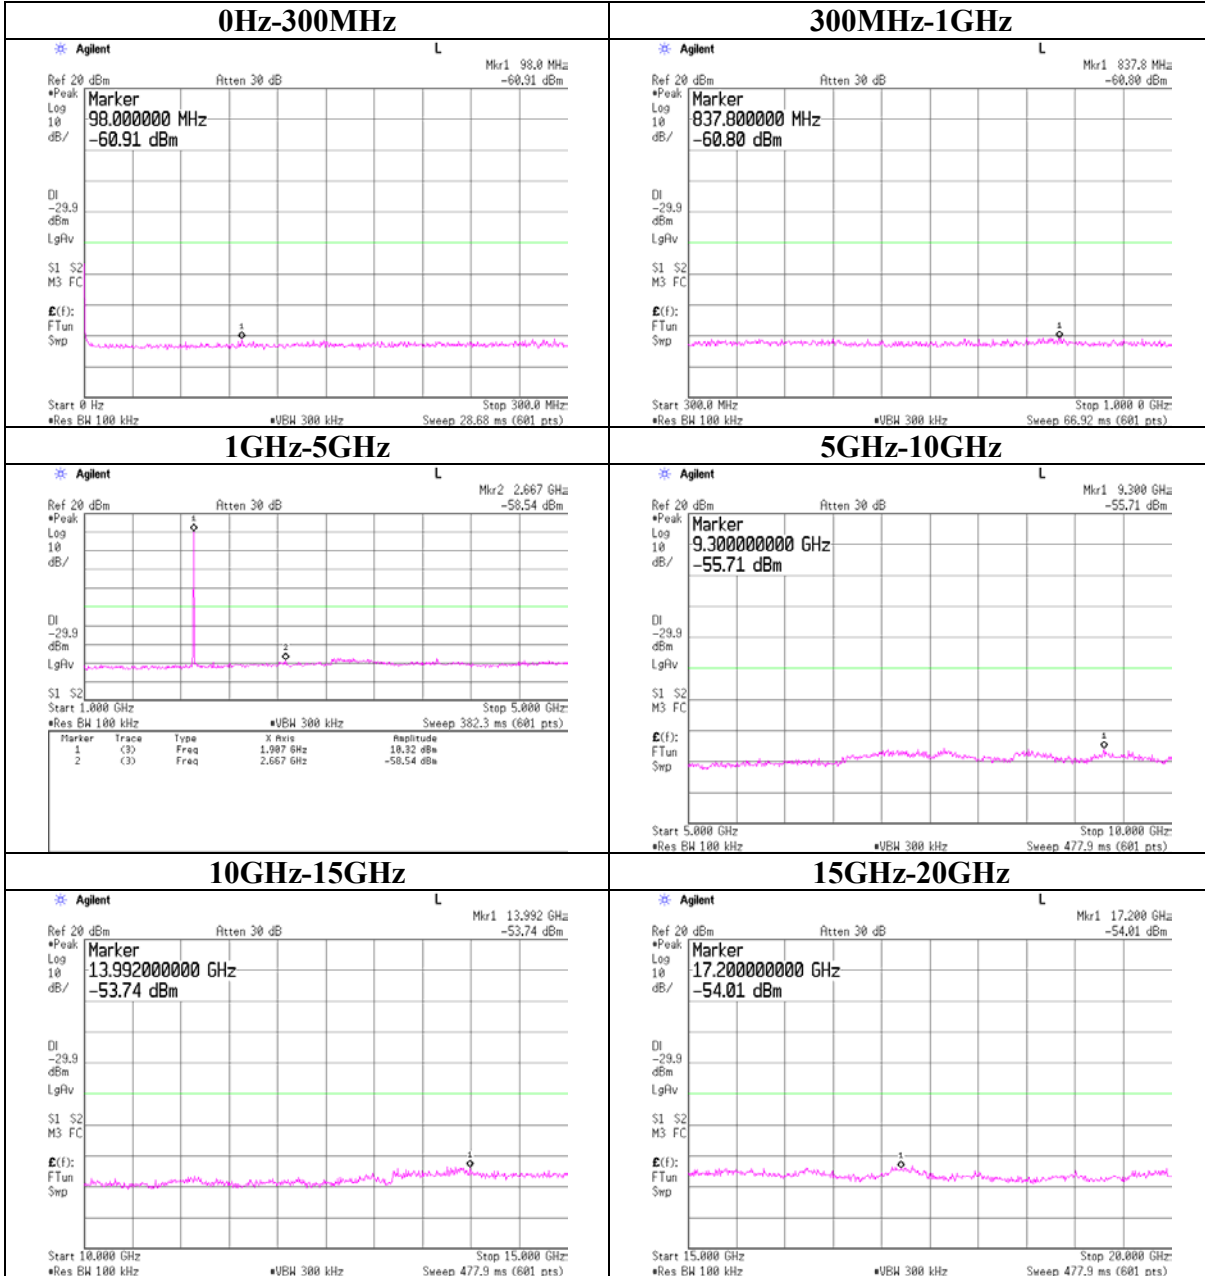 0Hz-300MHz
Agilent
L
Mkr1 98.0 MHz
Ref 20 dBm Atten 30 dB -60.91 dBm
*Peak
Log
10
dB/
Marker
98.000000 MHz
-60.91 dBm
DI
-29.9
dBm
LgAv
S1 S2
M3 FC
£(f):
FTun
Swp
1
Start 0 Hz Stop 300.0 MHz
*Res BW 100 kHz *VBW 300 kHz Sweep 28.68 ms (601 pts)
300MHz-1GHz
Agilent
L
Mkr1 837.8 MHz
Ref 20 dBm Atten 30 dB -60.80 dBm
*Peak
Log
10
dB/
Marker
837.800000 MHz
-60.80 dBm
DI
-29.9
dBm
LgAv
S1 S2
M3 FC
£(f):
FTun
Swp
1
Start 300.0 MHz Stop 1.000 0 GHz
*Res BW 100 kHz *VBW 300 kHz Sweep 66.92 ms (601 pts)
1GHz-5GHz
Agilent
L
Mkr2 2.667 GHz
Ref 20 dBm Atten 30 dB -58.54 dBm
*Peak
Log
10
dB/
1
DI
-29.9
dBm
LgAv
2
S1 S2
Start 1.000 GHz Stop 5.000 GHz
*Res BW 100 kHz *VBW 300 kHz Sweep 382.3 ms (601 pts)
Marker Trace Type X Axis Amplitude
1 (3) Freq 1.907 GHz 10.32 dBm
2 (3) Freq 2.667 GHz -58.54 dBm
5GHz-10GHz
Agilent
L
Mkr1 9.300 GHz
Ref 20 dBm Atten 30 dB -55.71 dBm
*Peak
Log
10
dB/
Marker
9.300000000 GHz
-55.71 dBm
DI
-29.9
dBm
LgAv
S1 S2
M3 FC
£(f):
FTun
Swp
1
Start 5.000 GHz Stop 10.000 GHz
*Res BW 100 kHz *VBW 300 kHz Sweep 477.9 ms (601 pts)
10GHz-15GHz
Agilent
L
Mkr1 13.992 GHz
Ref 20 dBm Atten 30 dB -53.74 dBm
*Peak
Log
10
dB/
Marker
13.992000000 GHz
-53.74 dBm
DI
-29.9
dBm
LgAv
S1 S2
M3 FC
£(f):
FTun
Swp
1
Start 10.000 GHz Stop 15.000 GHz
*Res BW 100 kHz *VBW 300 kHz Sweep 477.9 ms (601 pts)
15GHz-20GHz
Agilent
L
Mkr1 17.200 GHz
Ref 20 dBm Atten 30 dB -54.01 dBm
*Peak
Log
10
dB/
Marker
17.200000000 GHz
-54.01 dBm
DI
-29.9
dBm
LgAv
S1 S2
M3 FC
£(f):
FTun
Swp
1
Start 15.000 GHz Stop 20.000 GHz
*Res BW 100 kHz *VBW 300 kHz Sweep 477.9 ms (601 pts)